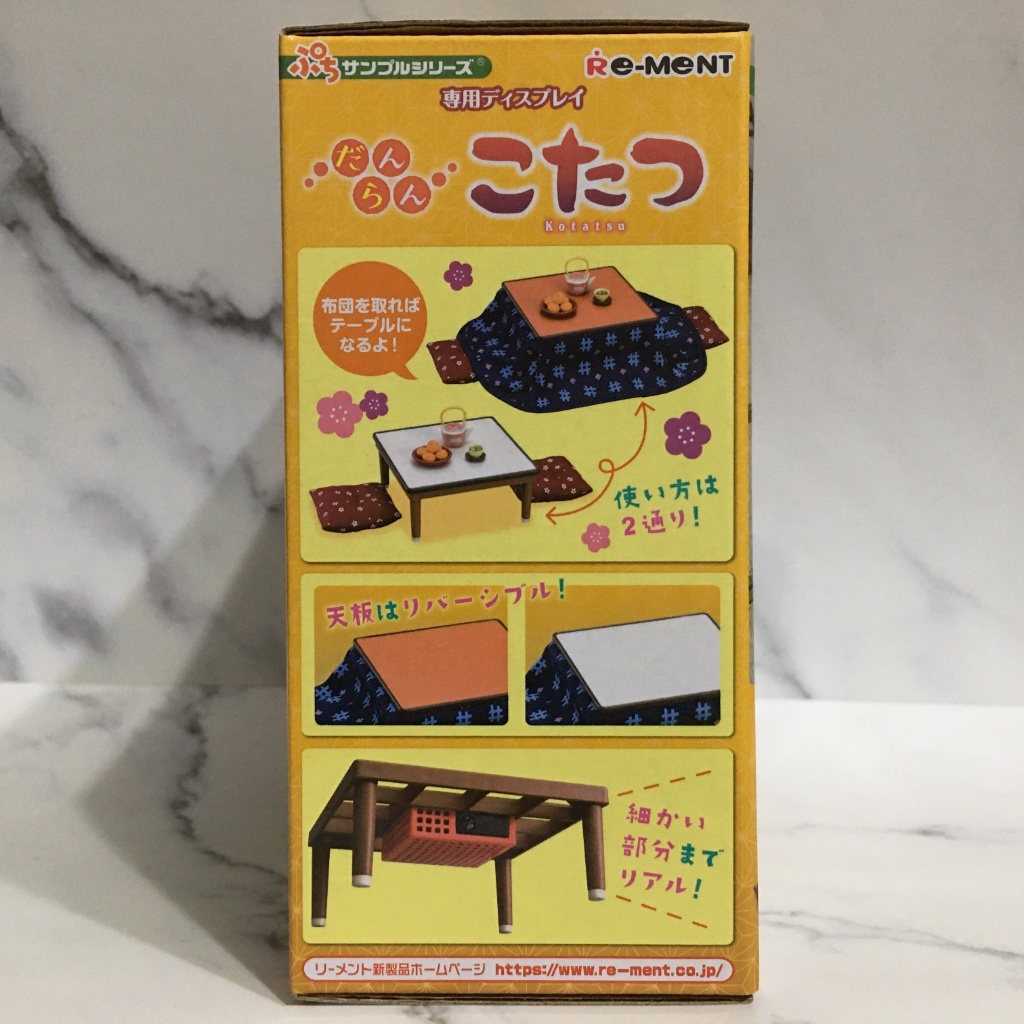 ぷちサンプルシリーズ®
Re-MeNT
専用ディスプレイ
だんらん
こたつ
Kotatsu
布団を取れば
テーブルに
なるよ！
使い方は
2通り！
天板はリバーシブル！
細かい
部分まで
リアル！
リーメント新製品ホームページ https://www.re-ment.co.jp/